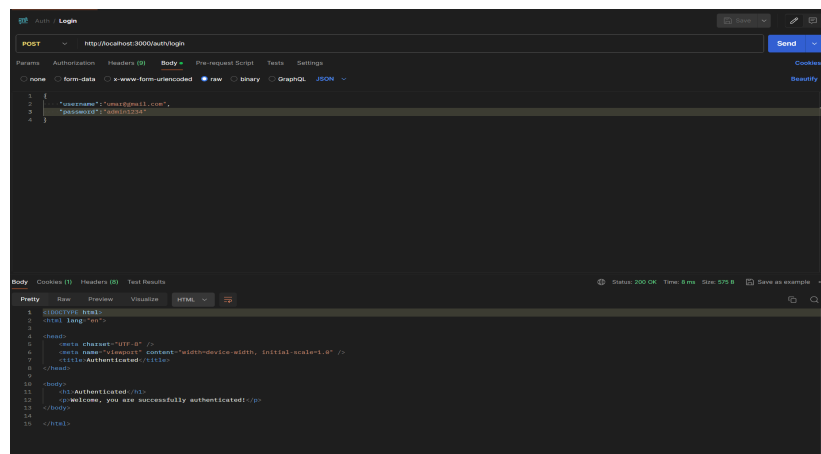 Auth / Login
Save
POST http://localhost:3000/auth/login Send
Params Authorization Headers (9) Body Pre-request Script Tests Settings Cookies
none form-data x-www-form-urlencoded raw binary GraphQL JSON Beautify
1 {
2 "username":"umar@gmail.com",
3 "password":"admin1234"
4 }
Body Cookies (1) Headers (8) Test Results Status: 200 OK Time: 8 ms Size: 575 B Save as example
Pretty Raw Preview Visualize HTML
1 <!DOCTYPE html>
2 <html lang="en">
3
4 <head>
5 <meta charset="UTF-8" />
6 <meta name="viewport" content="width=device-width, initial-scale=1.0" />
7 <title>Authenticated</title>
8 </head>
9
10 <body>
11 <h1>Authenticated</h1>
12 <p>Welcome, you are successfully authenticated!</p>
13 </body>
14
15 </html>